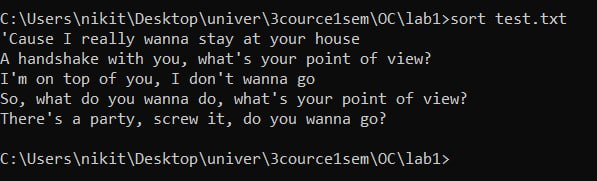 C:\Users\nikit\Desktop\univer\3cource1sem\OC\lab1>sort test.txt
'Cause I really wanna stay at your house
A handshake with you, what's your point of view?
I'm on top of you, I don't wanna go
So, what do you wanna do, what's your point of view?
There's a party, screw it, do you wanna go?
C:\Users\nikit\Desktop\univer\3cource1sem\OC\lab1>